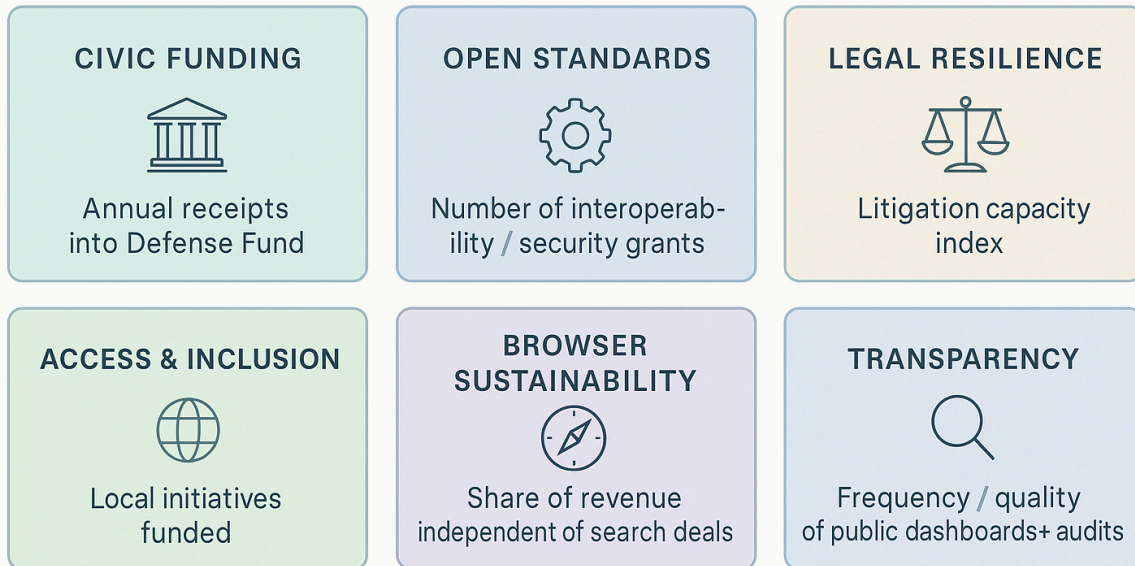 CIVIC FUNDING
Annual receipts
into Defense Fund
OPEN STANDARDS
Number of interoperab-
ility / security grants
LEGAL RESILIENCE
Litigation capacity
index
ACCESS & INCLUSION
Local initiatives
funded
BROWSER
SUSTAINABILITY
Share of revenue
independent of search deals
TRANSPARENCY
Frequency / quality
of public dashboards+ audits